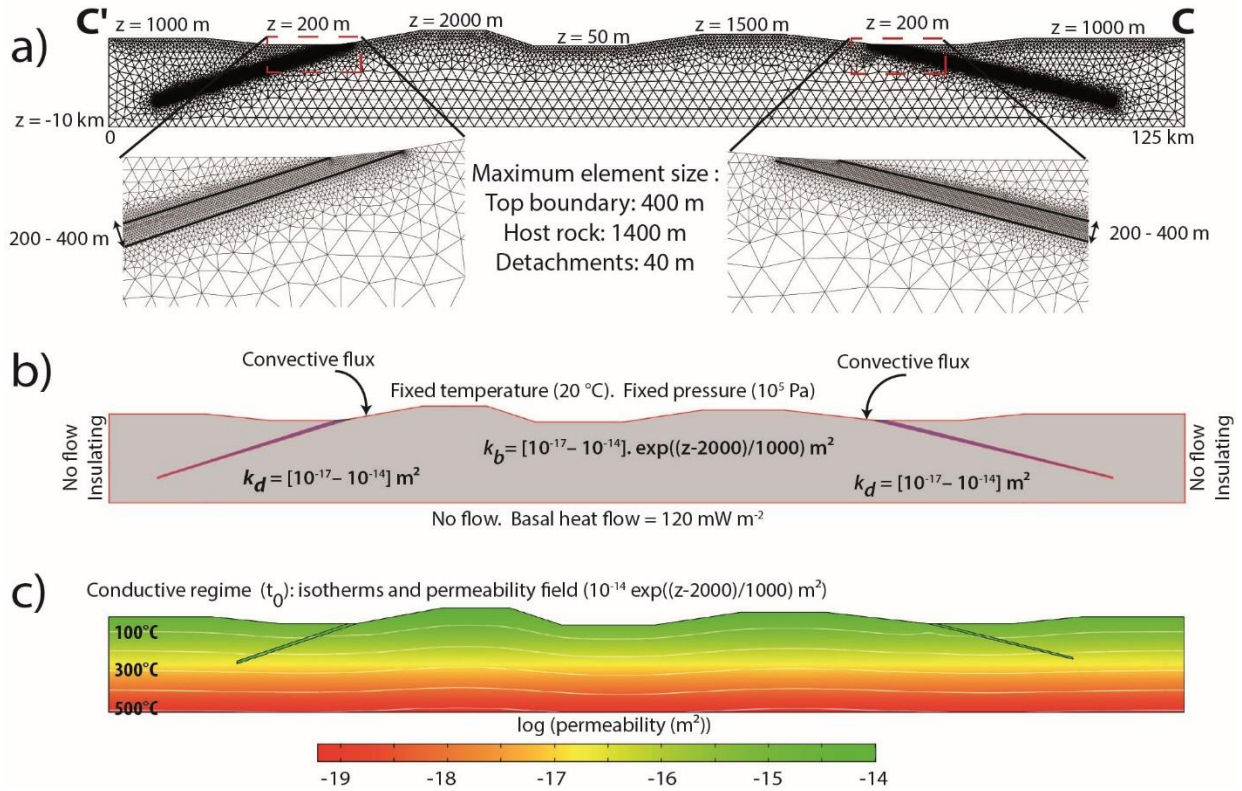 C'
C
z = 1000 m
z = 200 m
z = 2000 m
z = 50 m
z = 1500 m
z = 200 m
z = 1000 m
a)
z = -10 km
0
125 km
Maximum element size :
Top boundary: 400 m
Host rock: 1400 m
Detachments: 40 m
200 - 400 m
200 - 400 m
b)
Convective flux
Convective flux
Fixed temperature (20 °C). Fixed pressure (10⁵ Pa)
No flow
Insulating
k_b = [10⁻¹⁷– 10⁻¹⁴]. exp((z-2000)/1000) m²
k_d = [10⁻¹⁷– 10⁻¹⁴] m²
k_d = [10⁻¹⁷– 10⁻¹⁴] m²
No flow
Insulating
No flow. Basal heat flow = 120 mW m⁻²
c)
Conductive regime (t₀): isotherms and permeability field (10⁻¹⁴ exp((z-2000)/1000) m²)
100°C
300°C
500°C
log (permeability (m²))
-19 -18 -17 -16 -15 -14